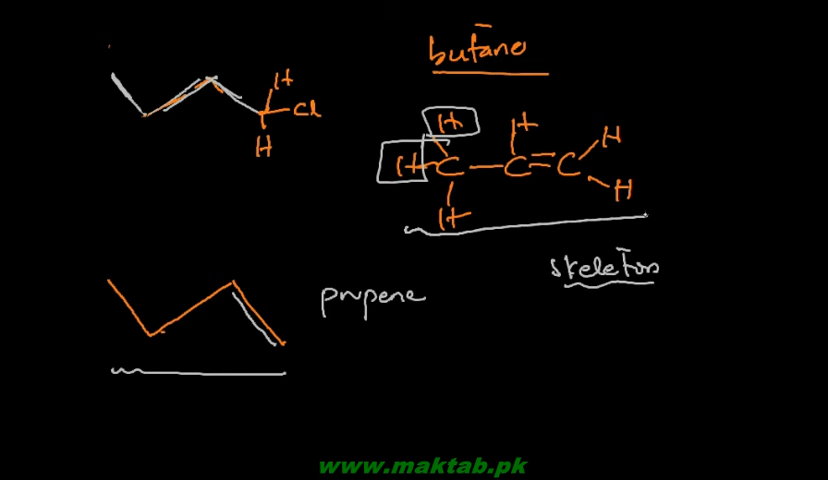 butane
H
Cl
H
H H H
H C C C
H H
skeleton
propene
www.maktab.pk